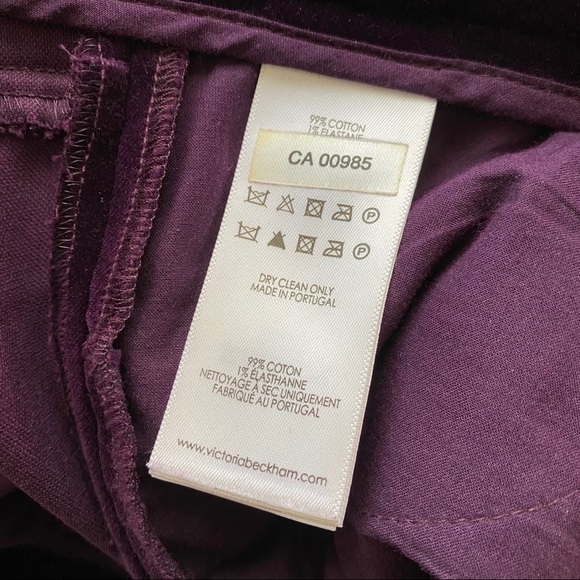 99% COTTON
1% ELASTANE
CA 00985
P
P
DRY CLEAN ONLY
MADE IN PORTUGAL
99% COTON
1% ÉLASTHANNE
NETTOYAGE À SEC UNIQUEMENT
FABRIQUÉ AU PORTUGAL
www.victoriabeckham.com